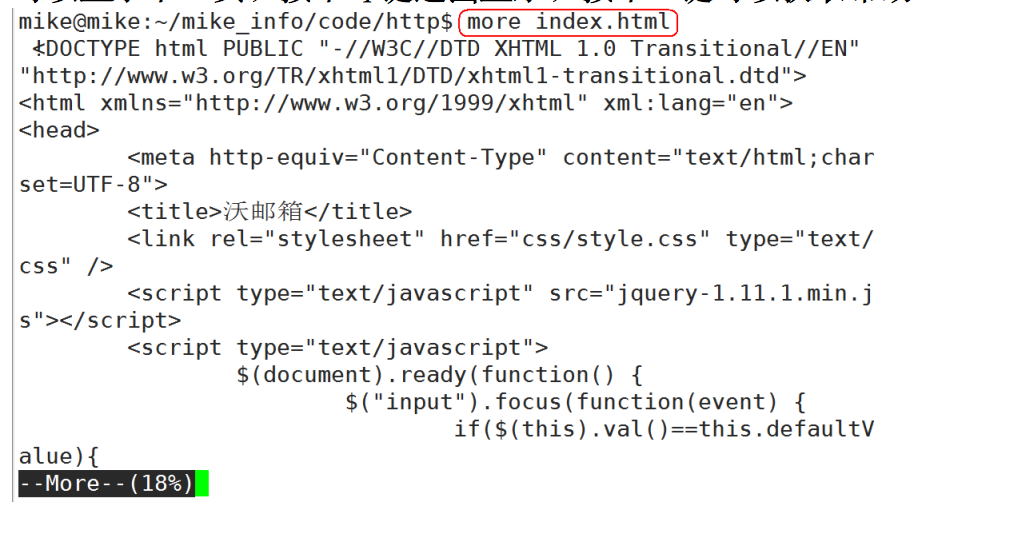 mike@mike:~/mike_info/code/http$ more index.html
<DOCTYPE html PUBLIC "-//W3C//DTD XHTML 1.0 Transitional//EN"
"http://www.w3.org/TR/xhtml1/DTD/xhtml1-transitional.dtd">
<html xmlns="http://www.w3.org/1999/xhtml" xml:lang="en">
<head>
        <meta http-equiv="Content-Type" content="text/html;char
set=UTF-8">
        <title>沃邮箱</title>
        <link rel="stylesheet" href="css/style.css" type="text/
css" />
        <script type="text/javascript" src="jquery-1.11.1.min.j
s"></script>
        <script type="text/javascript">
                $(document).ready(function() {
                        $("input").focus(function(event) {
                                if($(this).val()==this.defaultV
alue){
--More--(18%)